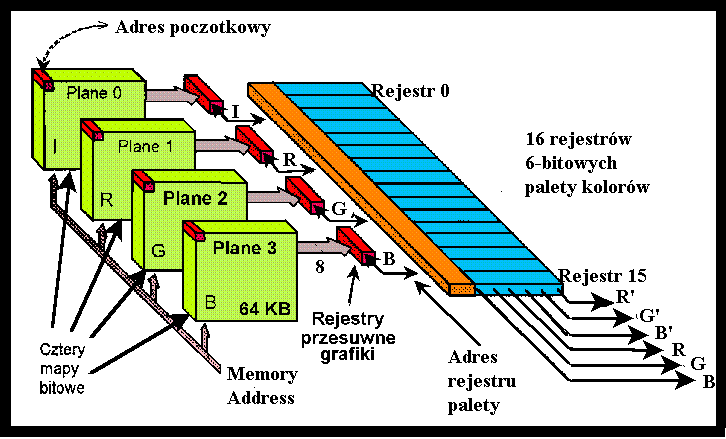 Adres poczotkowy
Plane 0
I
Plane 1
R
Plane 2
G
Plane 3
B
64 KB
I
R
G
B
8
Rejestr 0
16 rejestrów
6-bitowych
palety kolorów
Rejestr 15
R'
G'
B'
R
G
B
Rejestry
przesuwne
grafiki
Adres
rejestru
palety
Cztery
mapy
bitowe
Memory
Address